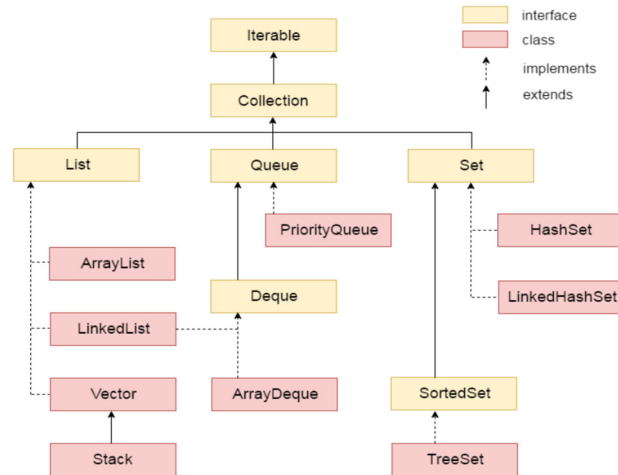 interface
Iterable
class
implements
Collection
extends
List
Queue
Set
PriorityQueue
HashSet
ArrayList
Deque
LinkedHashSet
LinkedList
Vector
ArrayDeque
SortedSet
Stack
TreeSet